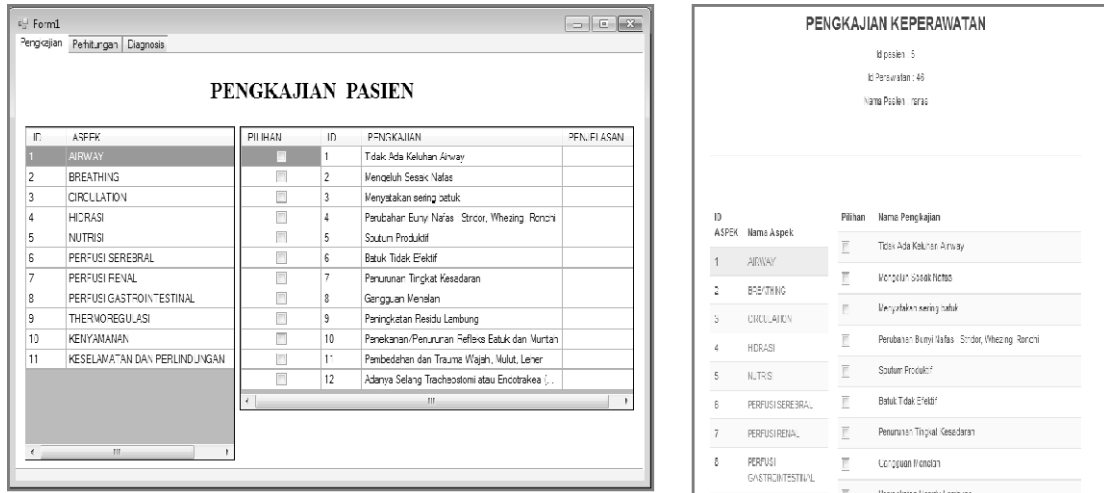 Form1
Pengkajian Perhitungan Diagnosis
PENGKAJIAN PASIEN
ID ASPEK
1 AIRWAY
2 BREATHING
3 CIRCULATION
4 HIDRASI
5 NUTRISI
6 PERFUSI SEREBRAL
7 PERFUSI RENAL
8 PERFUSI GASTROINTESTINAL
9 THERMOREGULASI
10 KENYAMANAN
11 KESELAMATAN DAN PERLINDUNGAN
PILIHAN ID PENGKAJIAN PENJELASAN
1 Tidak Ada Keluhan Airway
2 Mengeluh Sesak Nafas
3 Menyatakan sering batuk
4 Perubahan Bunyi Nafas Stridor, Whezing Ronchi
5 Sputum Produktif
6 Batuk Tidak Efektif
7 Penurunan Tingkat Kesadaran
8 Gangguan Menelan
9 Peningkatan Residu Lambung
10 Penekanan/Penurunan Refleks Batuk dan Muntah
11 Pembedahan dan Trauma Wajah, Mulut, Leher
12 Adanya Selang Tracheostomi atau Endotrakea (...
PENGKAJIAN KEPERAWATAN
Id pasien : 5
Id Perawatan : 46
Nama Pasien : naras
ID
ASPEK Nama Aspek
1 AIRWAY
2 BREATHING
3 CIRCULATION
4 HIDRASI
5 NUTRISI
6 PERFUSI SEREBRAL
7 PERFUSI RENAL
8 PERFUSI
GASTROINTESTINAL
Pilihan Nama Pengkajian
Tidak Ada Keluhan Airway
Mengeluh Sesak Nafas
Menyatakan sering batuk
Perubahan Bunyi Nafas Stridor, Whezing Ronchi
Sputum Produktif
Batuk Tidak Efektif
Penurunan Tingkat Kesadaran
Gangguan Menelan